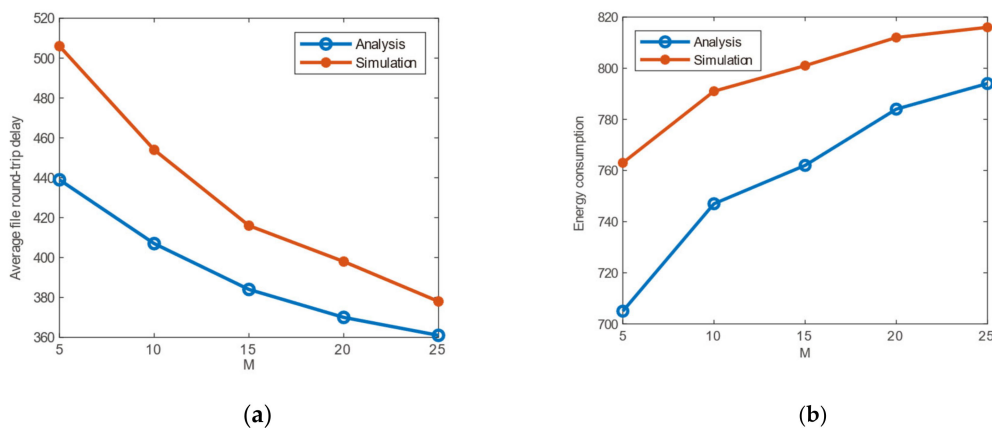 520
500
480
460
440
420
400
380
360
Average file round-trip delay
Analysis
Simulation
5 10 15 20 25
M
(a)
820
800
780
760
740
720
700
Energy consumption
Analysis
Simulation
5 10 15 20 25
M
(b)